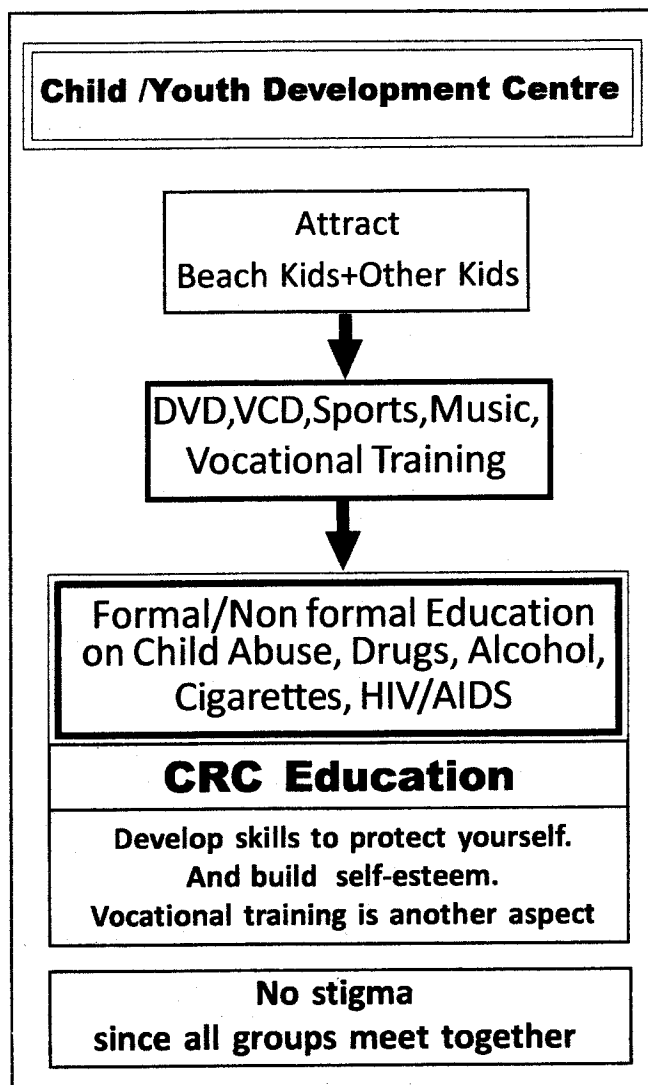 Child /Youth Development Centre
Attract
Beach Kids+Other Kids
DVD,VCD,Sports,Music,
Vocational Training
Formal/Non formal Education
on Child Abuse, Drugs, Alcohol,
Cigarettes, HIV/AIDS
CRC Education
Develop skills to protect yourself.
And build self-esteem.
Vocational training is another aspect
No stigma
since all groups meet together